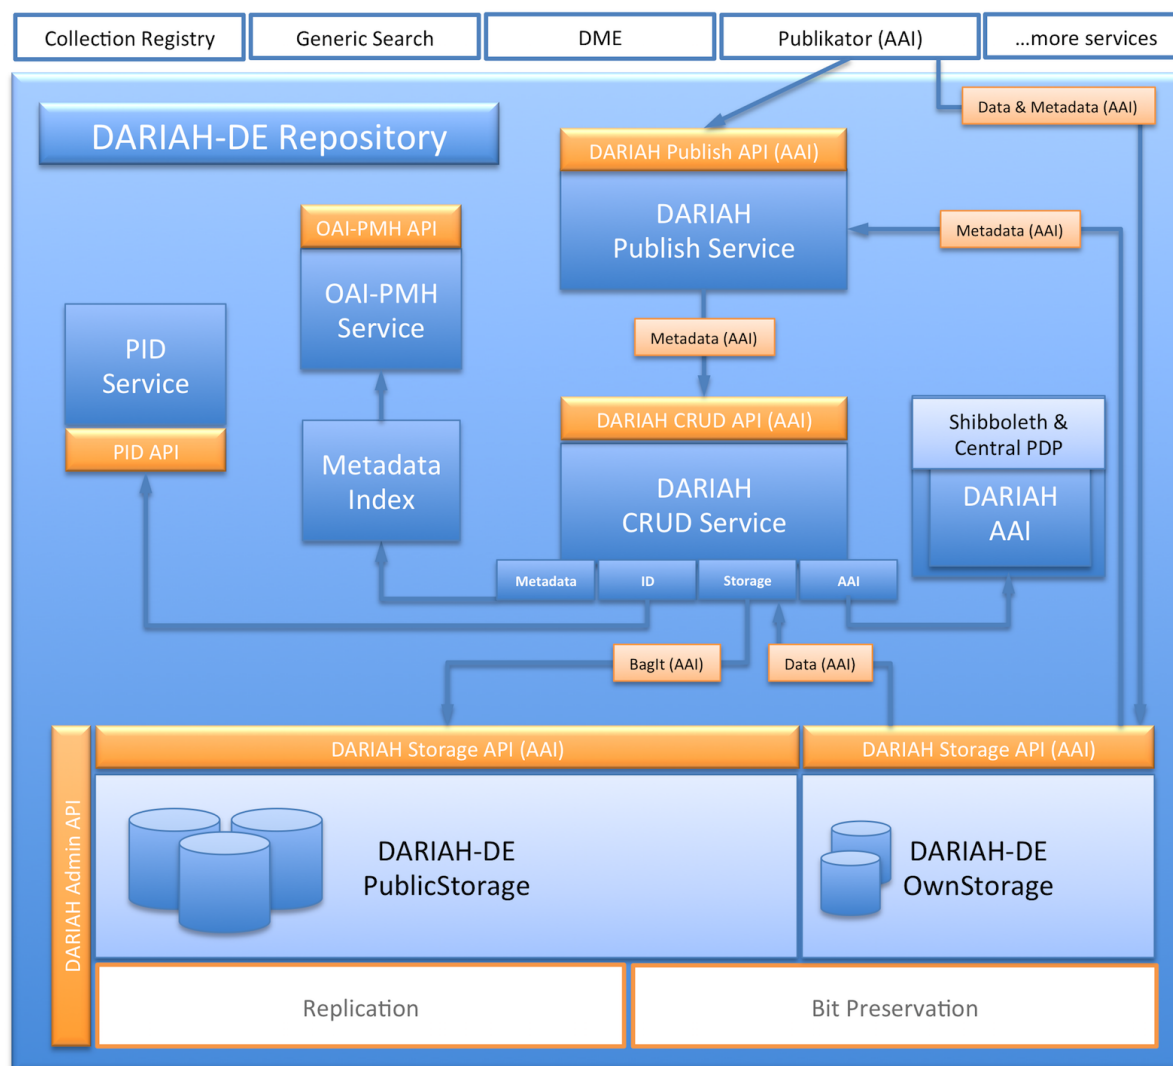 Collection Registry
Generic Search
DME
Publikator (AAI)
...more services
Data & Metadata (AAI)
DARIAH-DE Repository
DARIAH Publish API (AAI)
DARIAH
Publish Service
Metadata (AAI)
OAI-PMH API
OAI-PMH
Service
Metadata (AAI)
PID
Service
PID API
DARIAH CRUD API (AAI)
Shibboleth &
Central PDP
Metadata
Index
DARIAH
CRUD Service
DARIAH
AAI
Metadata
ID
Storage
AAI
BagIt (AAI)
Data (AAI)
DARIAH Storage API (AAI)
DARIAH Storage API (AAI)
DARIAH Admin API
DARIAH-DE
PublicStorage
DARIAH-DE
OwnStorage
Replication
Bit Preservation